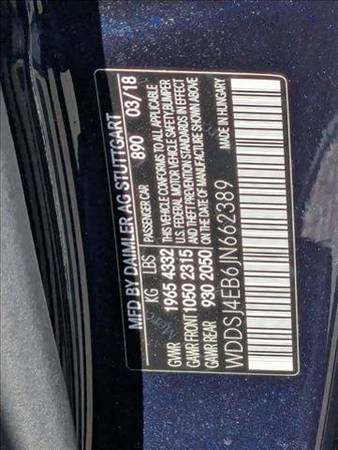 MFD BY DAIMLER AG STUTTGART
KG LBS PASSENGER CAR 890 03/18
GVWR 1965 4332 THIS VEHICLE CONFORMS TO ALL APPLICABLE
U.S. FEDERAL MOTOR VEHICLE SAFETY, BUMPER
GAWR FRONT 1050 2315 AND THEFT PREVENTION STANDARDS IN EFFECT
GAWR REAR 930 2050 ON THE DATE OF MANUFACTURE SHOWN ABOVE
MADE IN HUNGARY
WDDSJ4EB6JN662389